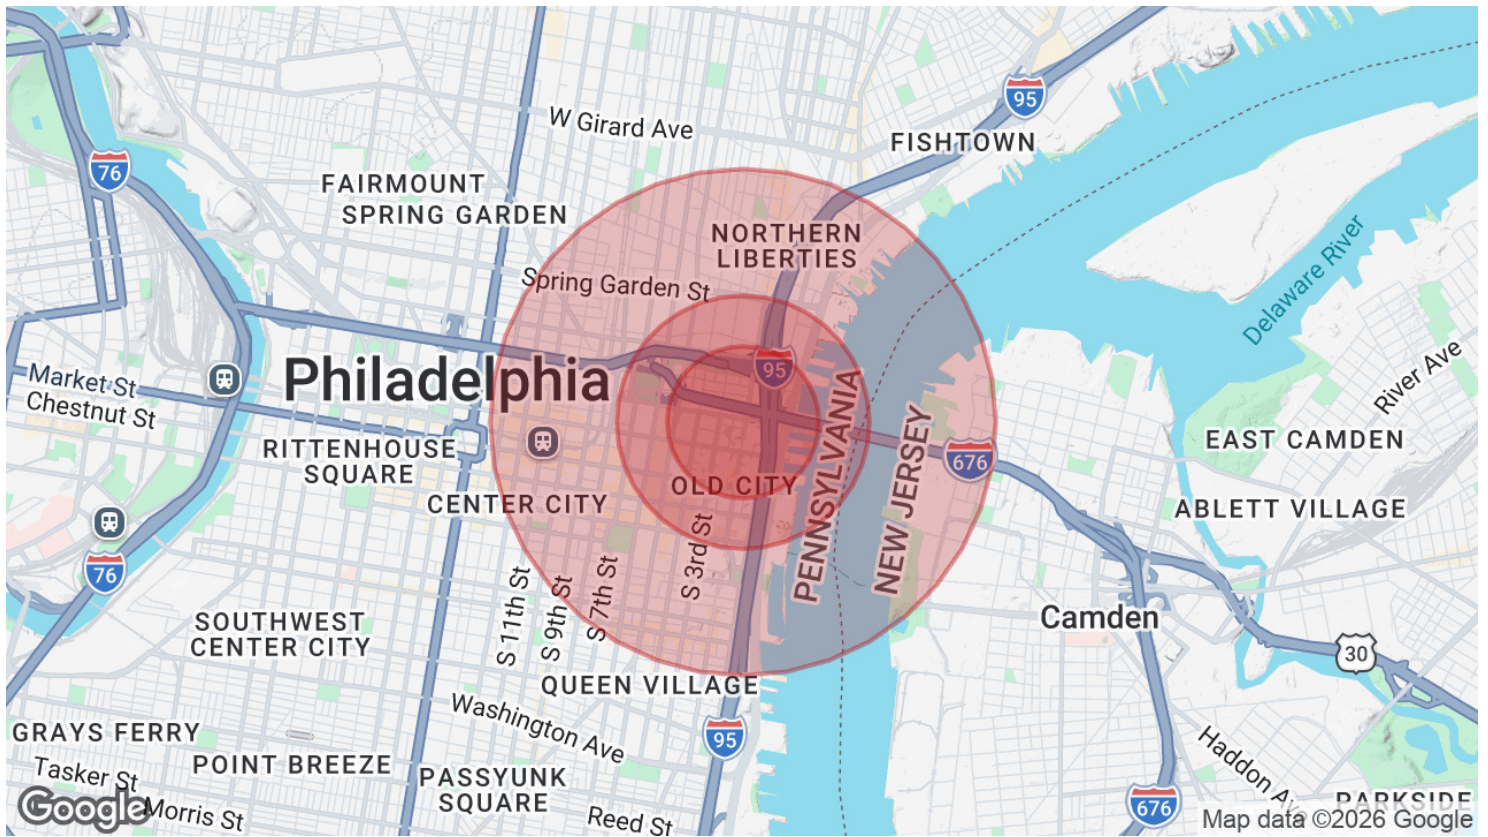 95
W Girard Ave
FISHTOWN
76
FAIRMOUNT
SPRING GARDEN
NORTHERN
LIBERTIES
Delaware River
Spring Garden St
Philadelphia
95
Market St
Chestnut St
River Ave
PENNSYLVANIA
NEW JERSEY
RITTENHOUSE
SQUARE
EAST CAMDEN
676
OLD CITY
CENTER CITY
ABLETT VILLAGE
S 3rd St
76
S 11th St
S 9th St
S 7th St
SOUTHWEST
CENTER CITY
Camden
30
QUEEN VILLAGE
Washington Ave
GRAYS FERRY
95
POINT BREEZE
Tasker St
PASSYUNK
SQUARE
Haddon Av
676
PARKSIDE
Google
Morris St
Reed St
Map data ©2026 Google